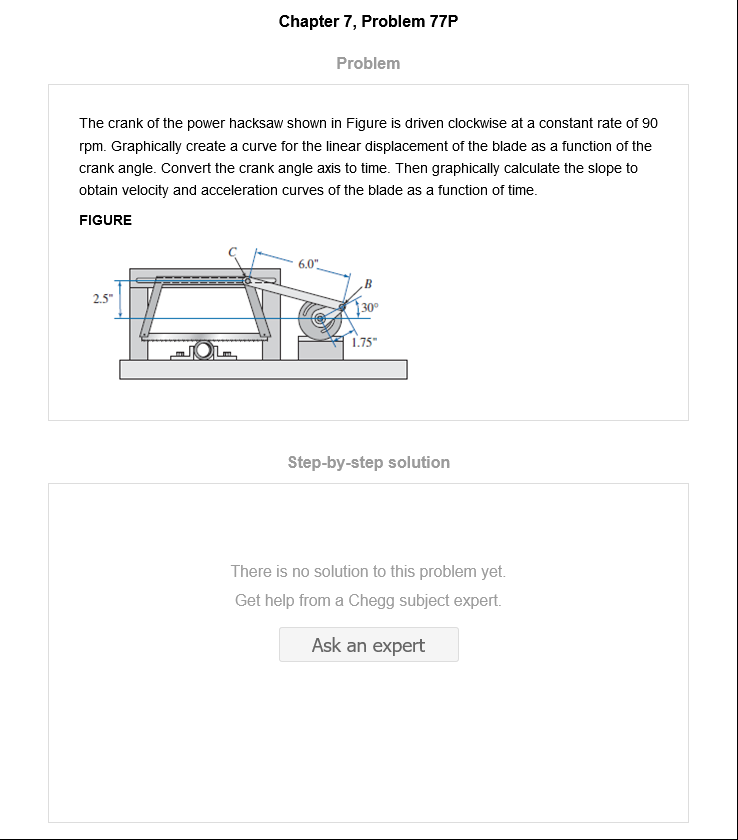 Chapter 7, Problem 77P
Problem
The crank of the power hacksaw shown in Figure is driven clockwise at a constant rate of 90
rpm. Graphically create a curve for the linear displacement of the blade as a function of the
crank angle. Convert the crank angle axis to time. Then graphically calculate the slope to
obtain velocity and acceleration curves of the blade as a function of time.
FIGURE
C
6.0"
B
2.5"
30°
1.75"
Step-by-step solution
There is no solution to this problem yet.
Get help from a Chegg subject expert.
Ask an expert